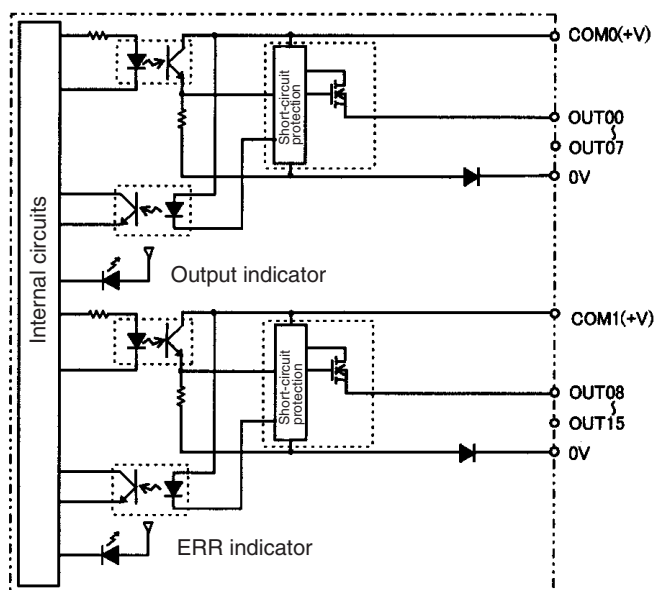 COM0(+V)
Internal circuits
Short-circuit
protection
OUT00
OUT07
0V
Output indicator
COM1(+V)
Short-circuit
protection
OUT08
OUT15
0V
ERR indicator